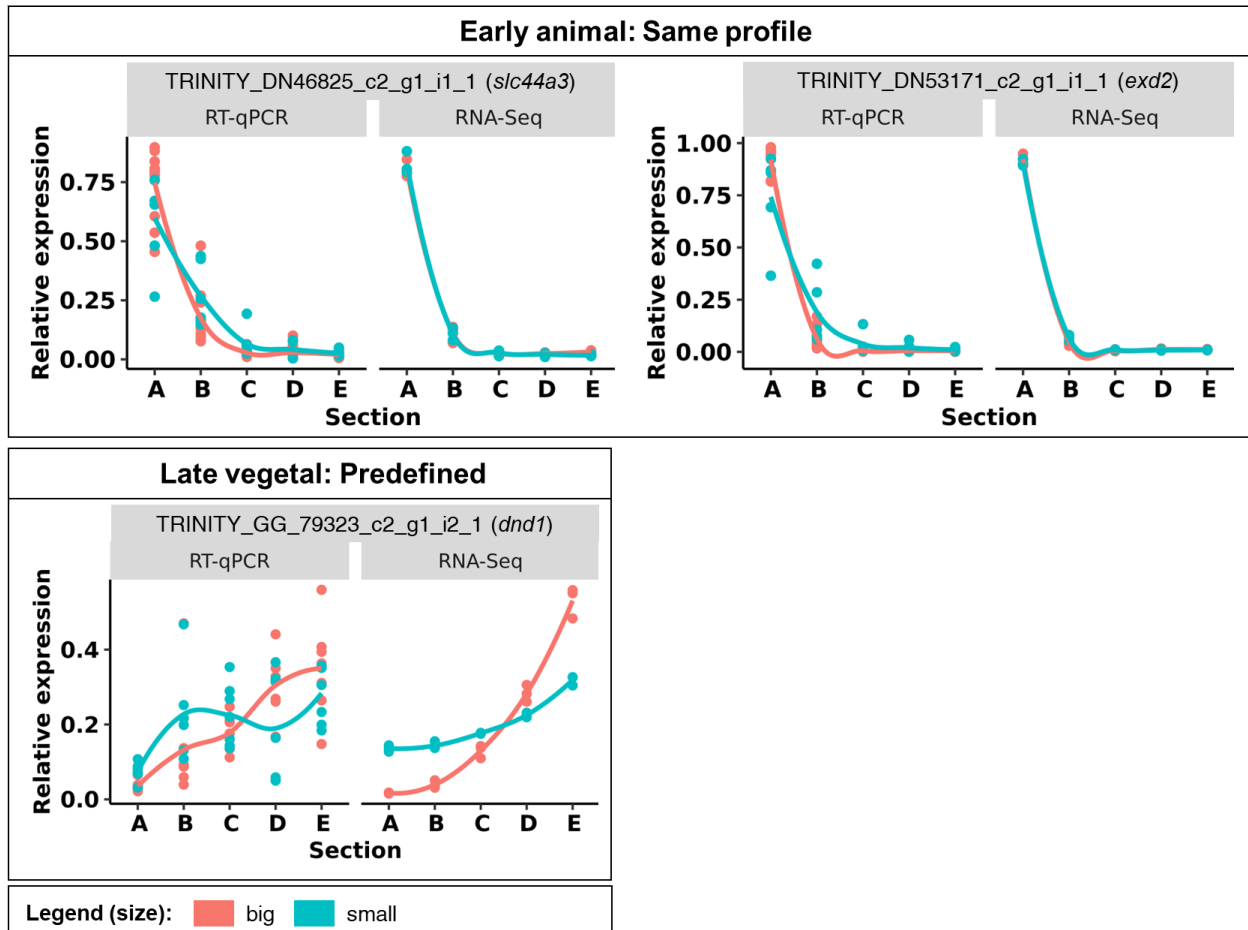 Early animal: Same profile
TRINITY_DN46825_c2_g1_i1_1 (slc44a3)
RT-qPCR
RNA-Seq
Relative expression
0.75
0.50
0.25
0.00
A B C D E
A B C D E
Section
TRINITY_DN53171_c2_g1_i1_1 (exd2)
RT-qPCR
RNA-Seq
Relative expression
1.00
0.75
0.50
0.25
0.00
A B C D E
A B C D E
Section
Late vegetal: Predefined
TRINITY_GG_79323_c2_g1_i2_1 (dnd1)
RT-qPCR
RNA-Seq
Relative expression
0.4
0.2
0.0
A B C D E
A B C D E
Section
Legend (size): big small